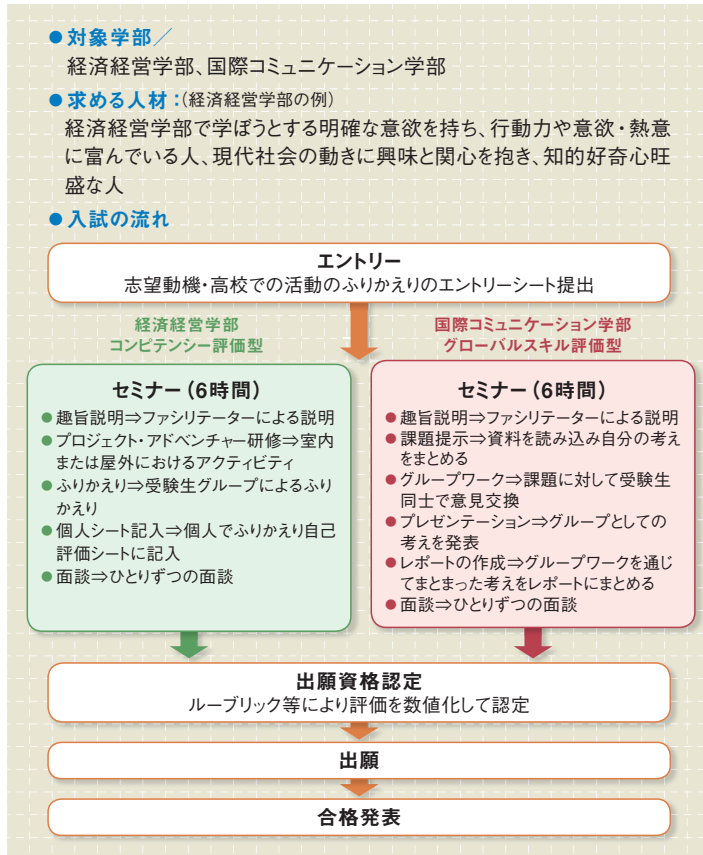 ●対象学部／
経済経営学部、国際コミュニケーション学部
●求める人材：(経済経営学部の例)
経済経営学部で学ぼうとする明確な意欲を持ち、行動力や意欲・熱意
に富んでいる人、現代社会の動きに興味と関心を抱き、知的好奇心旺
盛な人
●入試の流れ
エントリー
志望動機・高校での活動のふりかえりのエントリーシート提出
経済経営学部
コンピテンシー評価型
セミナー（6時間）
●趣旨説明⇒ファシリテーターによる説明
●プロジェクト・アドベンチャー研修⇒室内
または屋外におけるアクティビティ
●ふりかえり⇒受験生グループによるふり
かえり
●個人シート記入⇒個人でふりかえり自己
評価シートに記入
●面談⇒ひとりずつの面談
国際コミュニケーション学部
グローバルスキル評価型
セミナー（6時間）
●趣旨説明⇒ファシリテーターによる説明
●課題提示⇒資料を読み込み自分の考え
をまとめる
●グループワーク⇒課題に対して受験生
同士で意見交換
●プレゼンテーション⇒グループとしての
考えを発表
●レポートの作成⇒グループワークを通じ
てまとまった考えをレポートにまとめる
●面談⇒ひとりずつの面談
出願資格認定
ルーブリック等により評価を数値化して認定
出願
合格発表